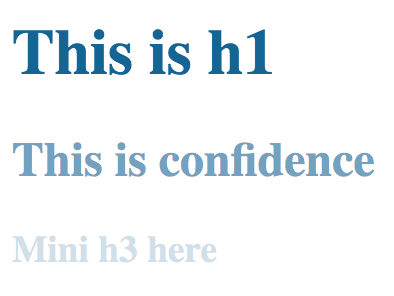 This is h1
This is confidence
Mini h3 here